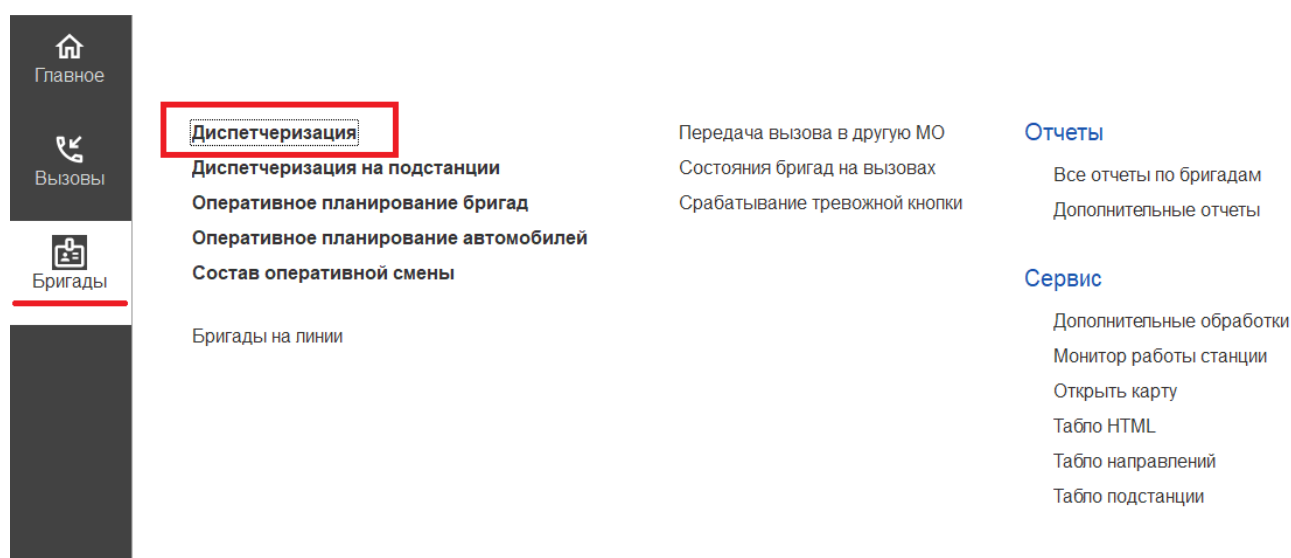 Главное
Вызовы
Бригады
Диспетчеризация
Диспетчеризация на подстанции
Оперативное планирование бригад
Оперативное планирование автомобилей
Состав оперативной смены
Бригады на линии
Передача вызова в другую МО
Состояния бригад на вызовах
Срабатывание тревожной кнопки
Отчеты
Все отчеты по бригадам
Дополнительные отчеты
Сервис
Дополнительные обработки
Монитор работы станции
Открыть карту
Табло HTML
Табло направлений
Табло подстанции